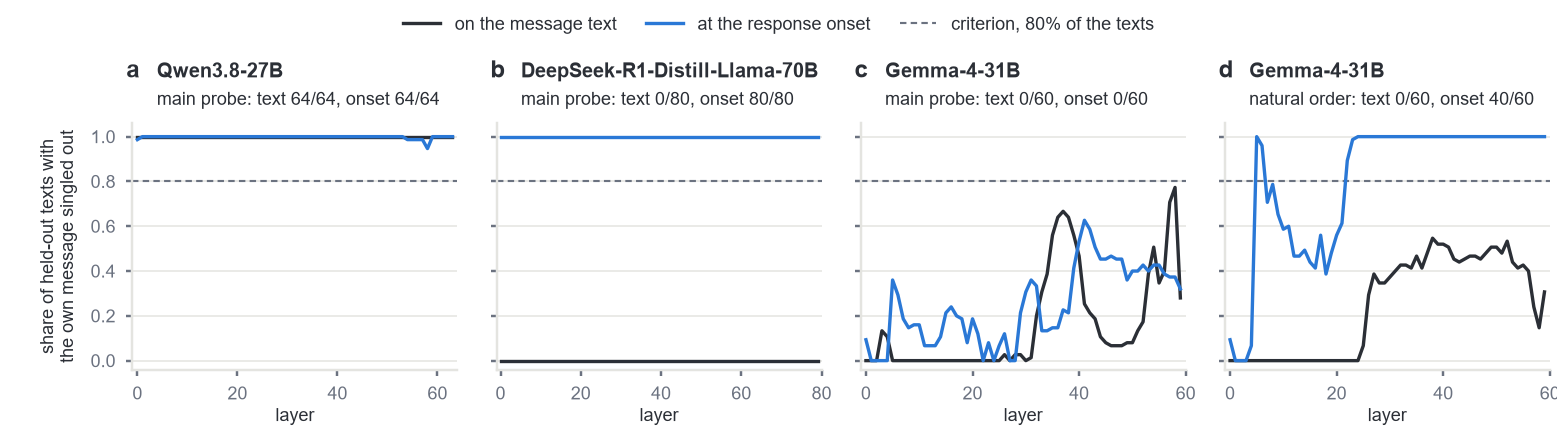 on the message text
at the response onset
criterion, 80% of the texts
a Qwen3.8-27B
main probe: text 64/64, onset 64/64
b DeepSeek-R1-Distill-Llama-70B
main probe: text 0/80, onset 80/80
c Gemma-4-31B
main probe: text 0/60, onset 0/60
d Gemma-4-31B
natural order: text 0/60, onset 40/60
share of held-out texts with
the own message singled out
1.0
0.8
0.6
0.4
0.2
0.0
0 20 40 60
layer
0 20 40 60 80
layer
0 20 40 60
layer
0 20 40 60
layer